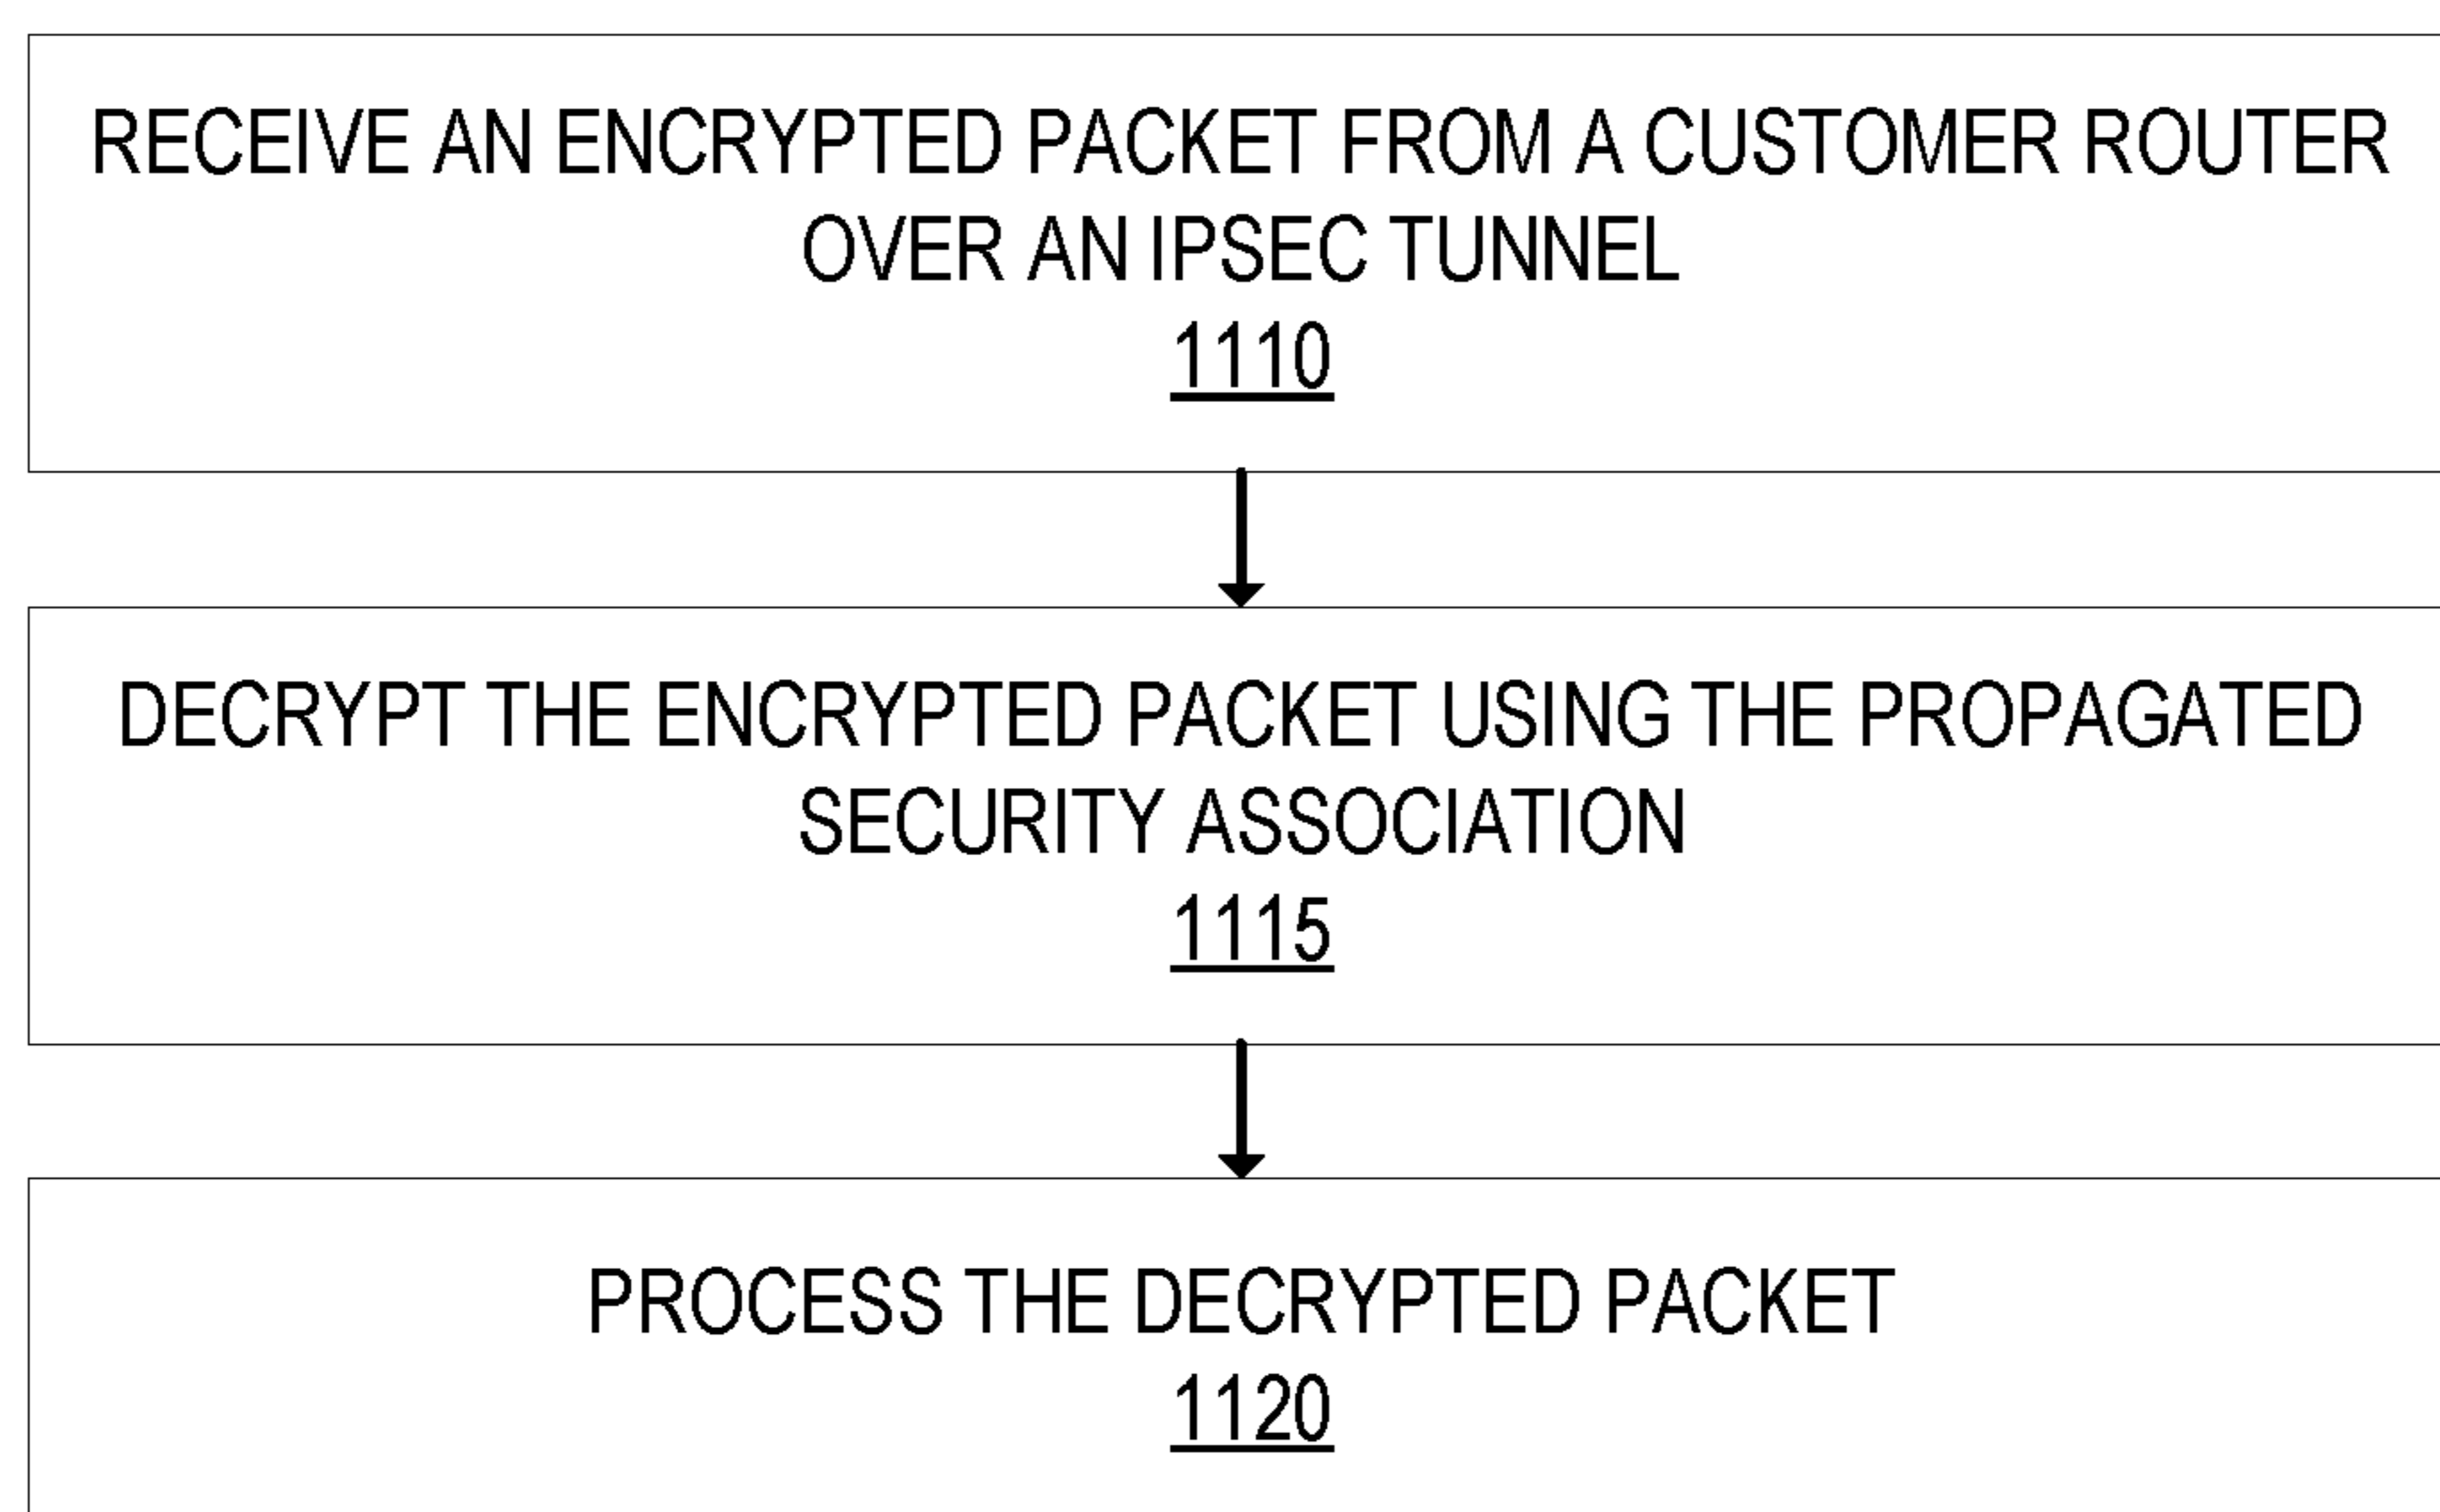 RECEIVE AN ENCRYPTED PACKET FROM A CUSTOMER ROUTER
OVER AN IPSEC TUNNEL
1110
DECRYPT THE ENCRYPTED PACKET USING THE PROPAGATED
SECURITY ASSOCIATION
1115
PROCESS THE DECRYPTED PACKET
1120